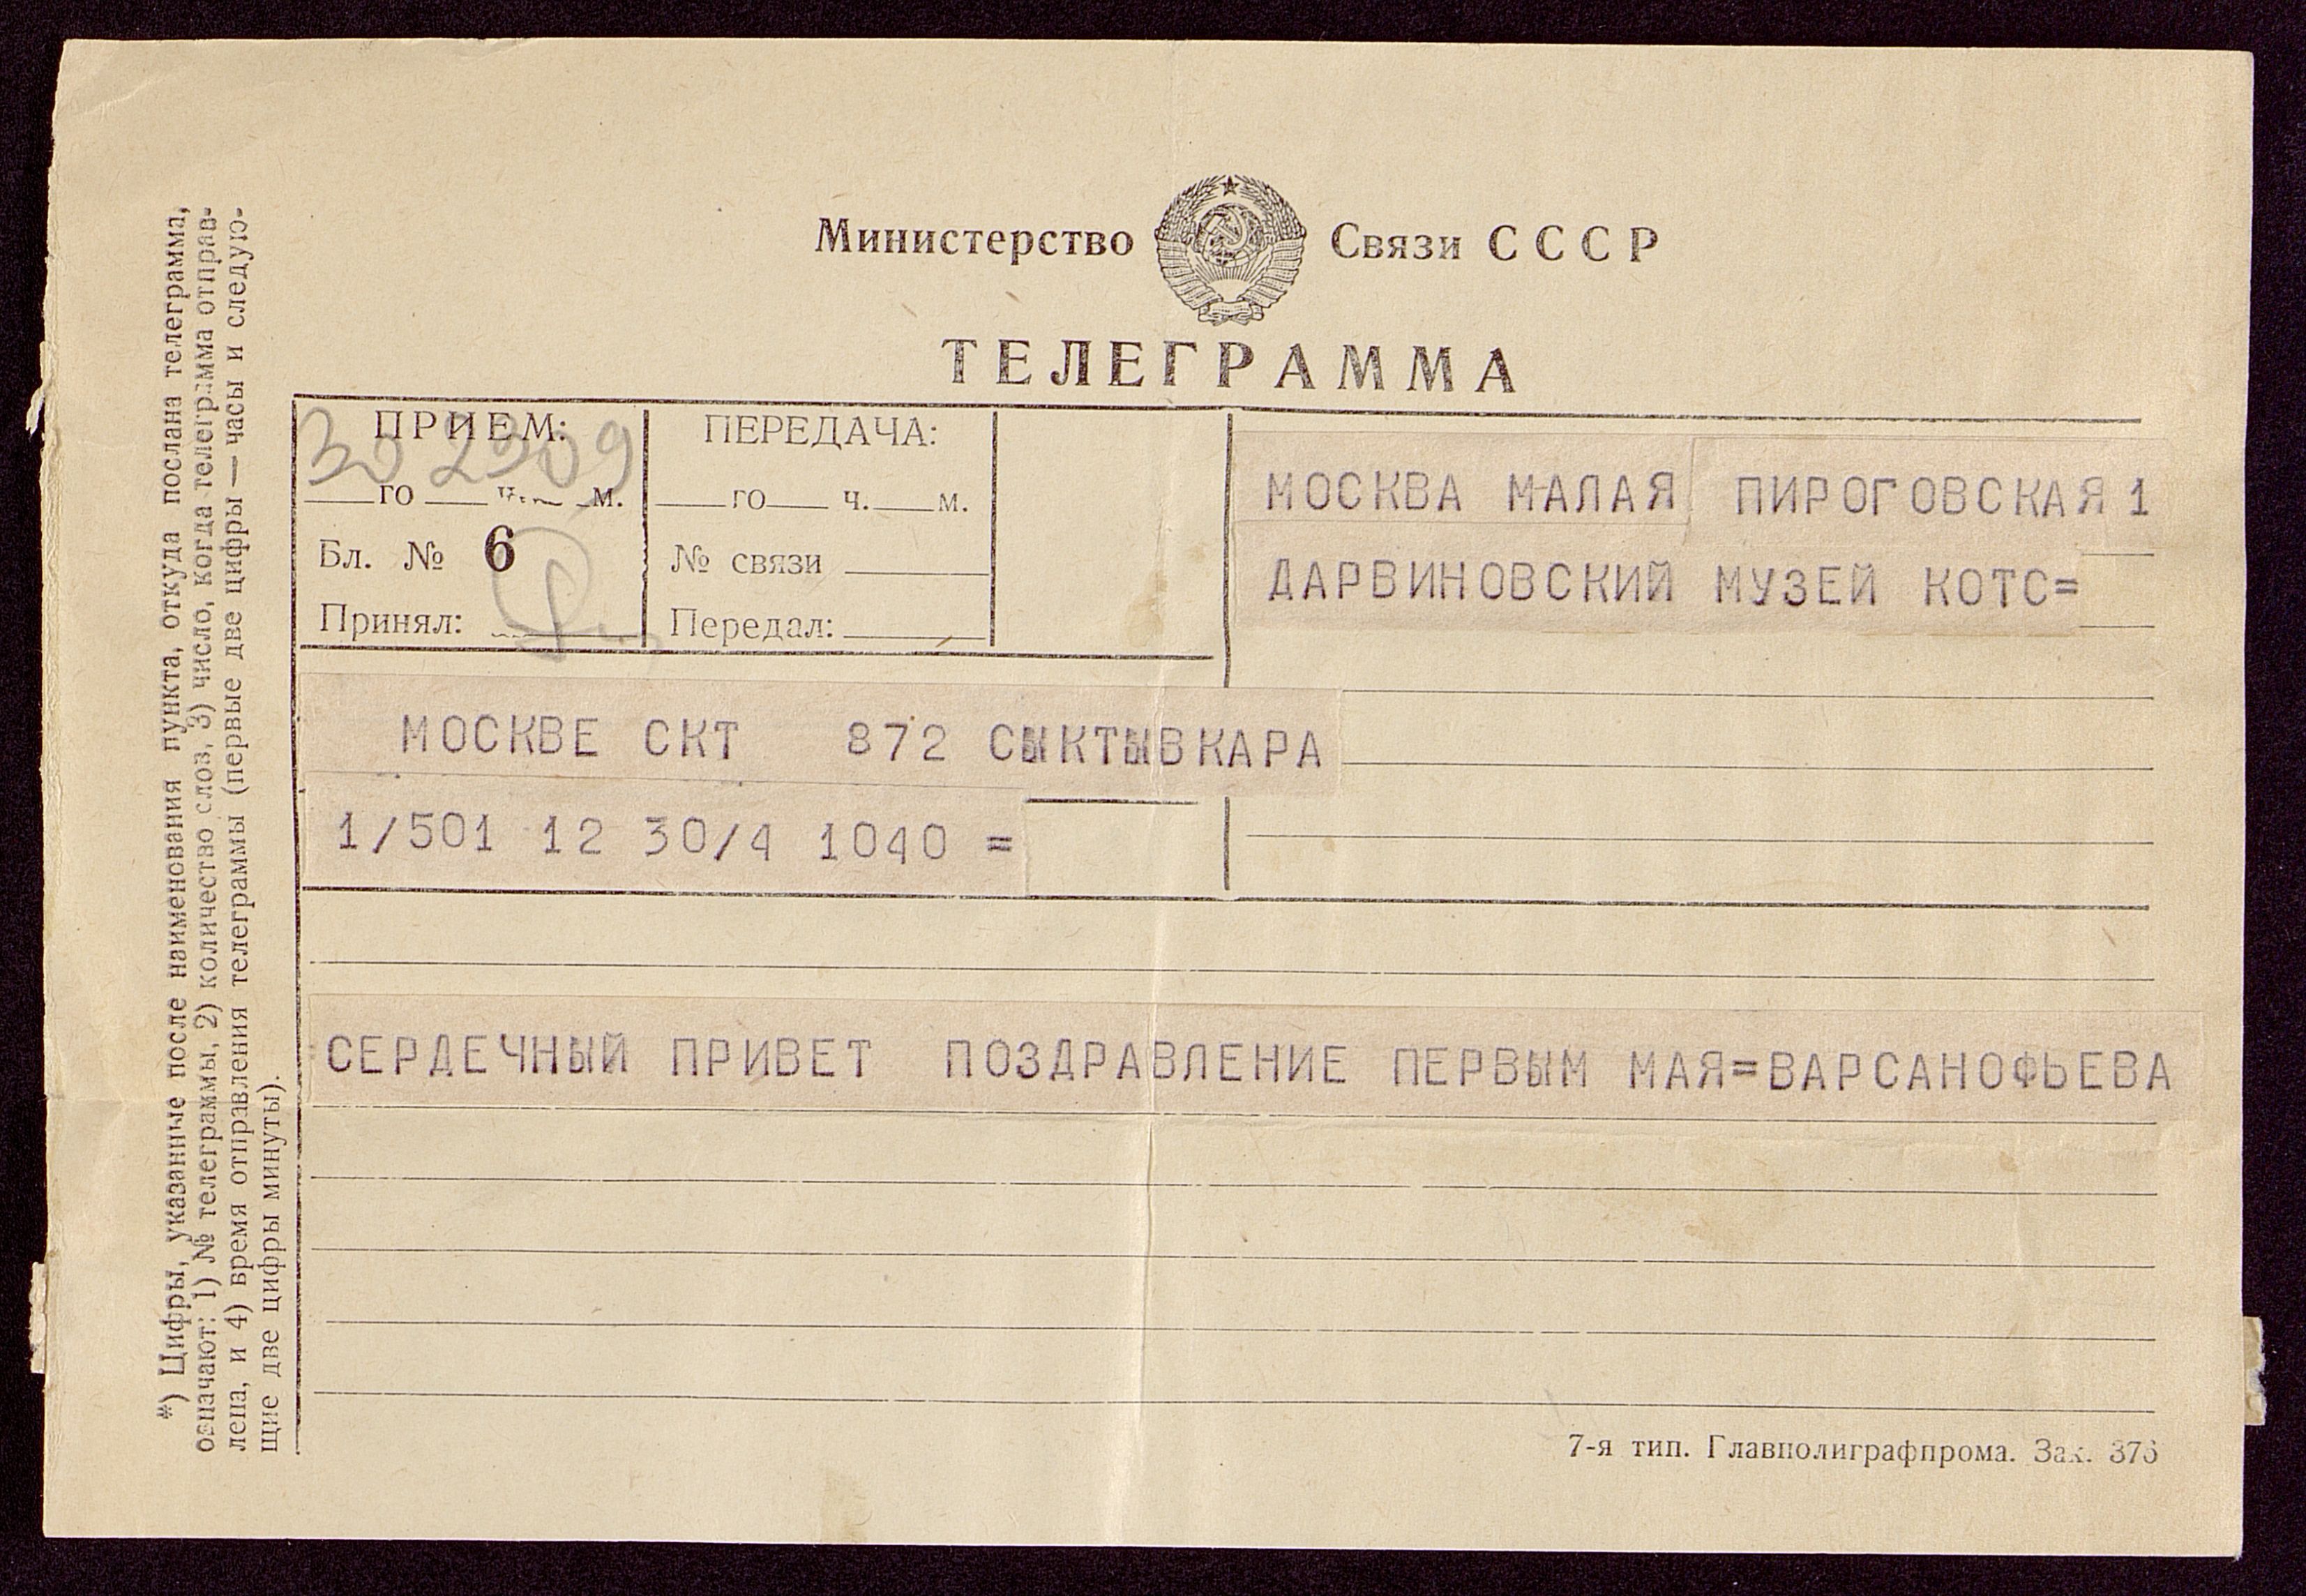 Министерство Связи СССР
ТЕЛЕГРАММА
ПРИЕМ:
30 2309
го м.
Бл. № 6
Принял:
ПЕРЕДАЧА:
го ч. м.
№ связи
Передал:
МОСКВА МАЛАЯ ПИРОГОВСКАЯ 1
ДАРВИНОВСКИЙ МУЗЕЙ КОТС=
МОСКВЕ СКТ 872 СЫКТЫВКАРА
1/501 12 30/4 1040 =
СЕРДЕЧНЫЙ ПРИВЕТ ПОЗДРАВЛЕНИЕ ПЕРВЫМ МАЯ=ВАРСАНОФЬЕВА
7-я тип. Главполиграфпрома. Зак. 376
*) Цифры, указанные после наименования пункта, откуда послана телеграмма,
означают: 1) № телеграммы, 2) количество слов, 3) число, когда телеграмма отправ-
лена, и 4) время отправления телеграммы (первые две цифры — часы и следую-
щие две цифры минуты).